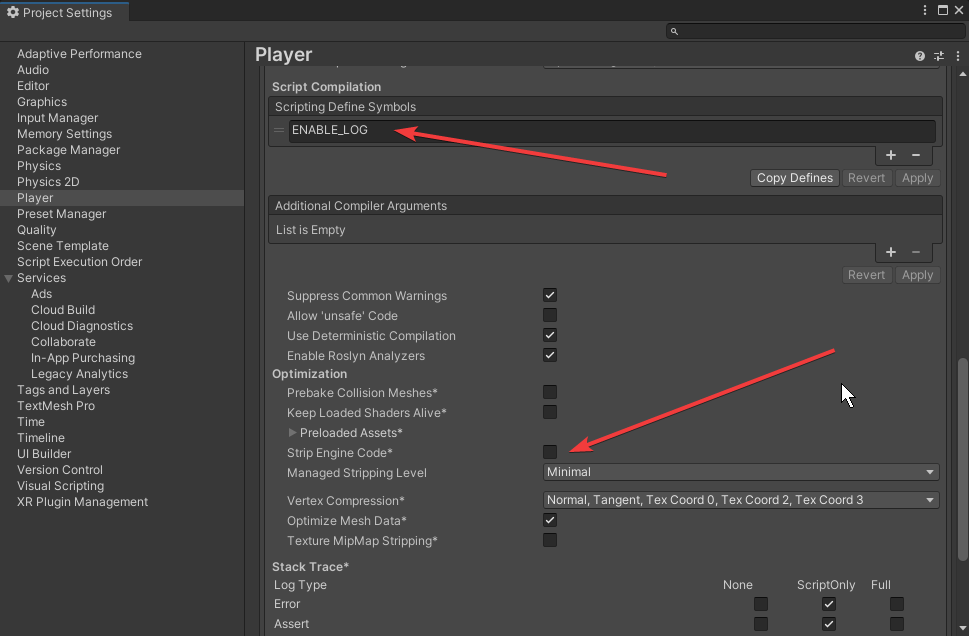 Project Settings
Adaptive Performance
Audio
Editor
Graphics
Input Manager
Memory Settings
Package Manager
Physics
Physics 2D
Player
Preset Manager
Quality
Scene Template
Script Execution Order
Services
Ads
Cloud Build
Cloud Diagnostics
Collaborate
In-App Purchasing
Legacy Analytics
Tags and Layers
TextMesh Pro
Time
Timeline
UI Builder
Version Control
Visual Scripting
XR Plugin Management
Player
Script Compilation
Scripting Define Symbols
ENABLE_LOG
Copy Defines Revert Apply
Additional Compiler Arguments
List is Empty
Revert Apply
Suppress Common Warnings
Allow 'unsafe' Code
Use Deterministic Compilation
Enable Roslyn Analyzers
Optimization
Prebake Collision Meshes*
Keep Loaded Shaders Alive*
Preloaded Assets*
Strip Engine Code*
Managed Stripping Level Minimal
Vertex Compression* Normal, Tangent, Tex Coord 0, Tex Coord 2, Tex Coord 3
Optimize Mesh Data*
Texture MipMap Stripping*
Stack Trace*
Log Type None ScriptOnly Full
Error
Assert